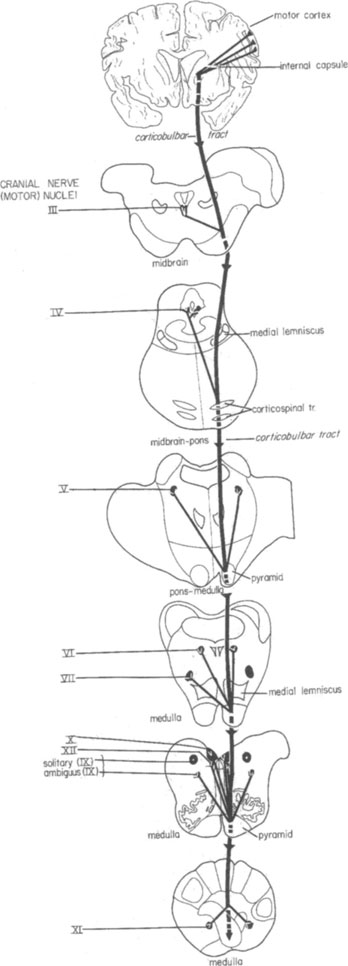 motor cortex
internal capsule
corticobulbar tract
CRANIAL NERVE
(MOTOR) NUCLEI
III
midbrain
IV
medial lemniscus
corticospinal tr.
midbrain-pons
corticobulbar tract
V
pyramid
pons-medulla
VI
VII
medial lemniscus
medulla
X
XII
solitary (IX)
ambiguus (IX)
medulla
pyramid
XI
medulla